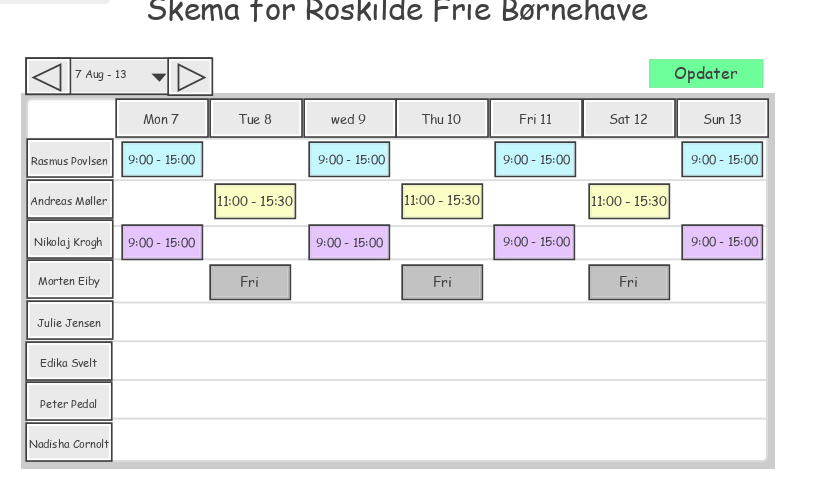 Skema for Roskilde Frie Børnehave
7 Aug - 13
Opdater
Mon 7 Tue 8 wed 9 Thu 10 Fri 11 Sat 12 Sun 13
Rasmus Povlsen 9:00 - 15:00 9:00 - 15:00 9:00 - 15:00 9:00 - 15:00
Andreas Møller 11:00 - 15:30 11:00 - 15:30 11:00 - 15:30
Nikolaj Krogh 9:00 - 15:00 9:00 - 15:00 9:00 - 15:00 9:00 - 15:00
Morten Eiby Fri Fri Fri
Julie Jensen
Edika Svelt
Peter Pedal
Nadisha Cornolt